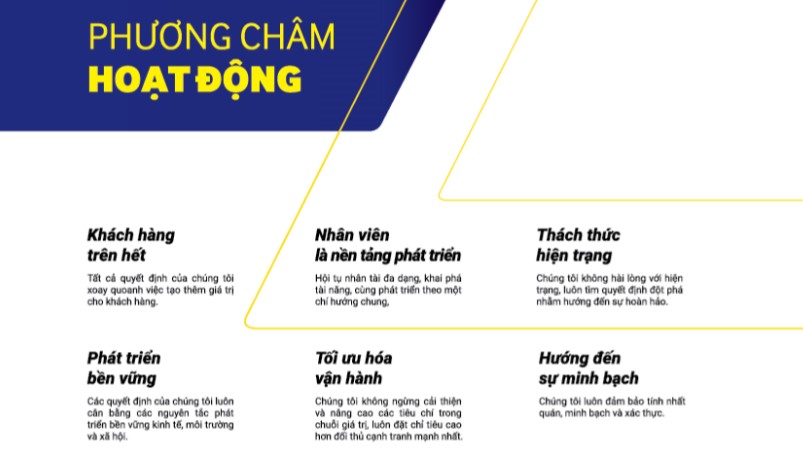 PHƯƠNG CHÂM
HOẠT ĐỘNG
Khách hàng
trên hết
Tất cả quyết định của chúng tôi
xoay quoanh việc tạo thêm giá trị
cho khách hàng.
Nhân viên
là nền tảng phát triển
Hội tụ nhân tài đa dạng, khai phá
tài năng, cùng phát triển theo một
chí hướng chung,
Thách thức
hiện trạng
Chúng tôi không hài lòng với hiện
trạng, luôn tìm quyết định đột phá
nhằm hướng đến sự hoàn hảo.
Phát triển
bền vững
Các quyết định của chúng tôi luôn
cân bằng các nguyên tắc phát
triển bền vững kinh tế, môi trường
và xã hội.
Tối ưu hóa
vận hành
Chúng tôi không ngừng cải thiện
và nâng cao các tiêu chí trong
chuỗi giá trị, luôn đặt chỉ tiêu cao
hơn đối thủ cạnh tranh mạnh nhất.
Hướng đến
sự minh bạch
Chúng tôi luôn đảm bảo tính nhất
quán, minh bạch và xác thực.